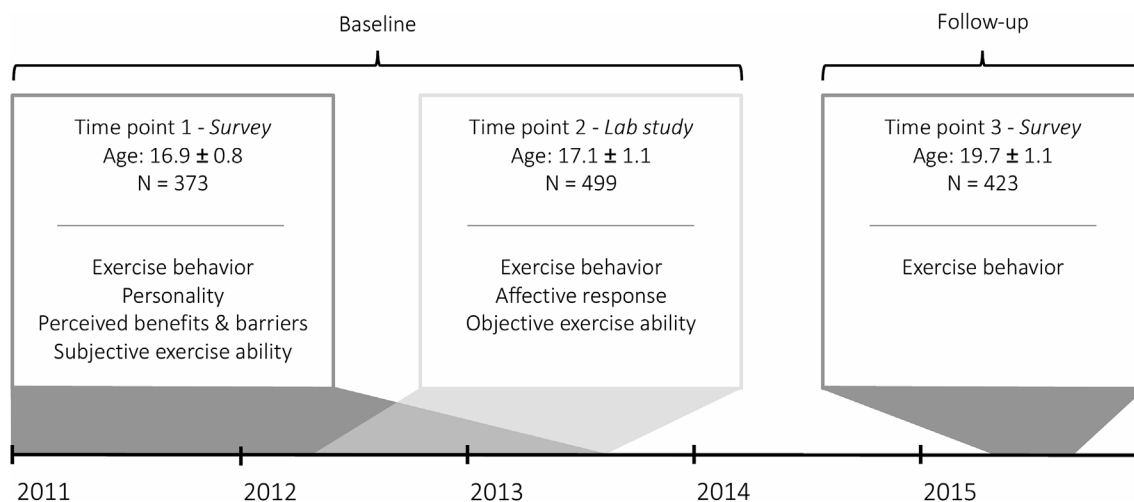 Baseline
Follow-up
Time point 1 - Survey
Age: 16.9 ± 0.8
N = 373
Exercise behavior
Personality
Perceived benefits & barriers
Subjective exercise ability
Time point 2 - Lab study
Age: 17.1 ± 1.1
N = 499
Exercise behavior
Affective response
Objective exercise ability
Time point 3 - Survey
Age: 19.7 ± 1.1
N = 423
Exercise behavior
2011 2012 2013 2014 2015